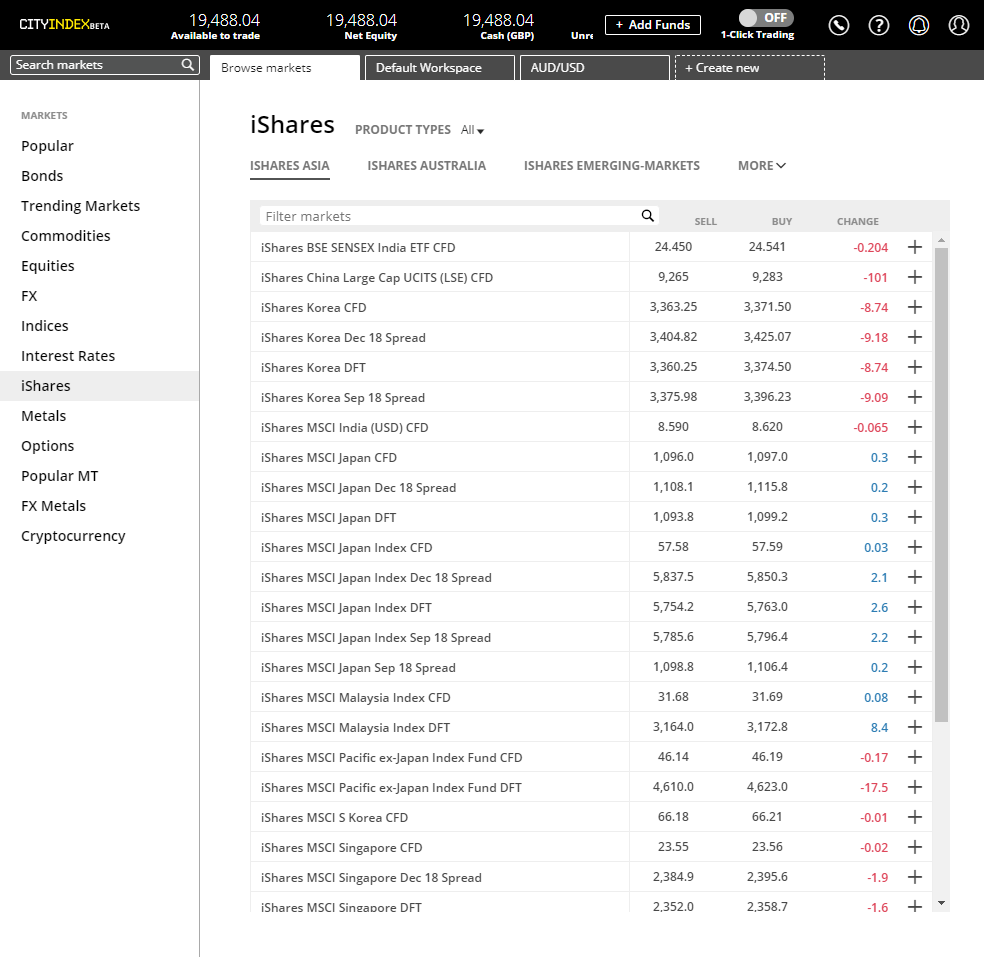 CITYINDEXBETA
19,488.04 19,488.04 19,488.04
Available to trade Net Equity Cash (GBP) Unre
+ Add Funds
OFF
1-Click Trading
Search markets
Browse markets Default Workspace AUD/USD + Create new
MARKETS
Popular
Bonds
Trending Markets
Commodities
Equities
FX
Indices
Interest Rates
iShares
Metals
Options
Popular MT
FX Metals
Cryptocurrency
iShares PRODUCT TYPES All
ISHARES ASIA ISHARES AUSTRALIA ISHARES EMERGING-MARKETS MORE
Filter markets SELL BUY CHANGE
iShares BSE SENSEX India ETF CFD 24.450 24.541 -0.204 +
iShares China Large Cap UCITS (LSE) CFD 9,265 9,283 -101 +
iShares Korea CFD 3,363.25 3,371.50 -8.74 +
iShares Korea Dec 18 Spread 3,404.82 3,425.07 -9.18 +
iShares Korea DFT 3,360.25 3,374.50 -8.74 +
iShares Korea Sep 18 Spread 3,375.98 3,396.23 -9.09 +
iShares MSCI India (USD) CFD 8.590 8.620 -0.065 +
iShares MSCI Japan CFD 1,096.0 1,097.0 0.3 +
iShares MSCI Japan Dec 18 Spread 1,108.1 1,115.8 0.2 +
iShares MSCI Japan DFT 1,093.8 1,099.2 0.3 +
iShares MSCI Japan Index CFD 57.58 57.59 0.03 +
iShares MSCI Japan Index Dec 18 Spread 5,837.5 5,850.3 2.1 +
iShares MSCI Japan Index DFT 5,754.2 5,763.0 2.6 +
iShares MSCI Japan Index Sep 18 Spread 5,785.6 5,796.4 2.2 +
iShares MSCI Japan Sep 18 Spread 1,098.8 1,106.4 0.2 +
iShares MSCI Malaysia Index CFD 31.68 31.69 0.08 +
iShares MSCI Malaysia Index DFT 3,164.0 3,172.8 8.4 +
iShares MSCI Pacific ex-Japan Index Fund CFD 46.14 46.19 -0.17 +
iShares MSCI Pacific ex-Japan Index Fund DFT 4,610.0 4,623.0 -17.5 +
iShares MSCI S Korea CFD 66.18 66.21 -0.01 +
iShares MSCI Singapore CFD 23.55 23.56 -0.02 +
iShares MSCI Singapore Dec 18 Spread 2,384.9 2,395.6 -1.9 +
iShares MSCI Singapore DFT 2,352.0 2,358.7 -1.6 +